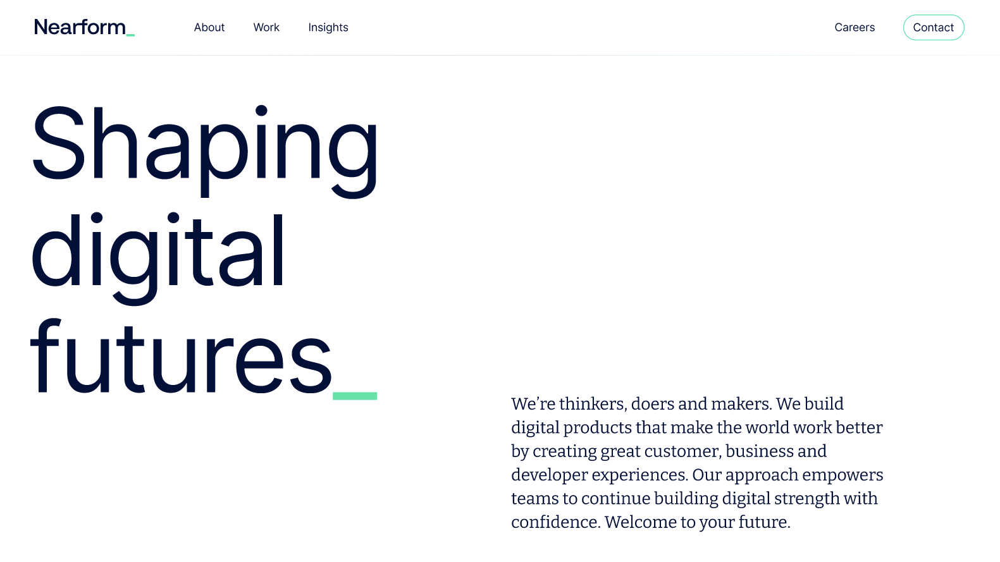 Nearform_
About
Work
Insights
Careers
Contact
Shaping
digital
futures_
We’re thinkers, doers and makers. We build
digital products that make the world work better
by creating great customer, business and
developer experiences. Our approach empowers
teams to continue building digital strength with
confidence. Welcome to your future.